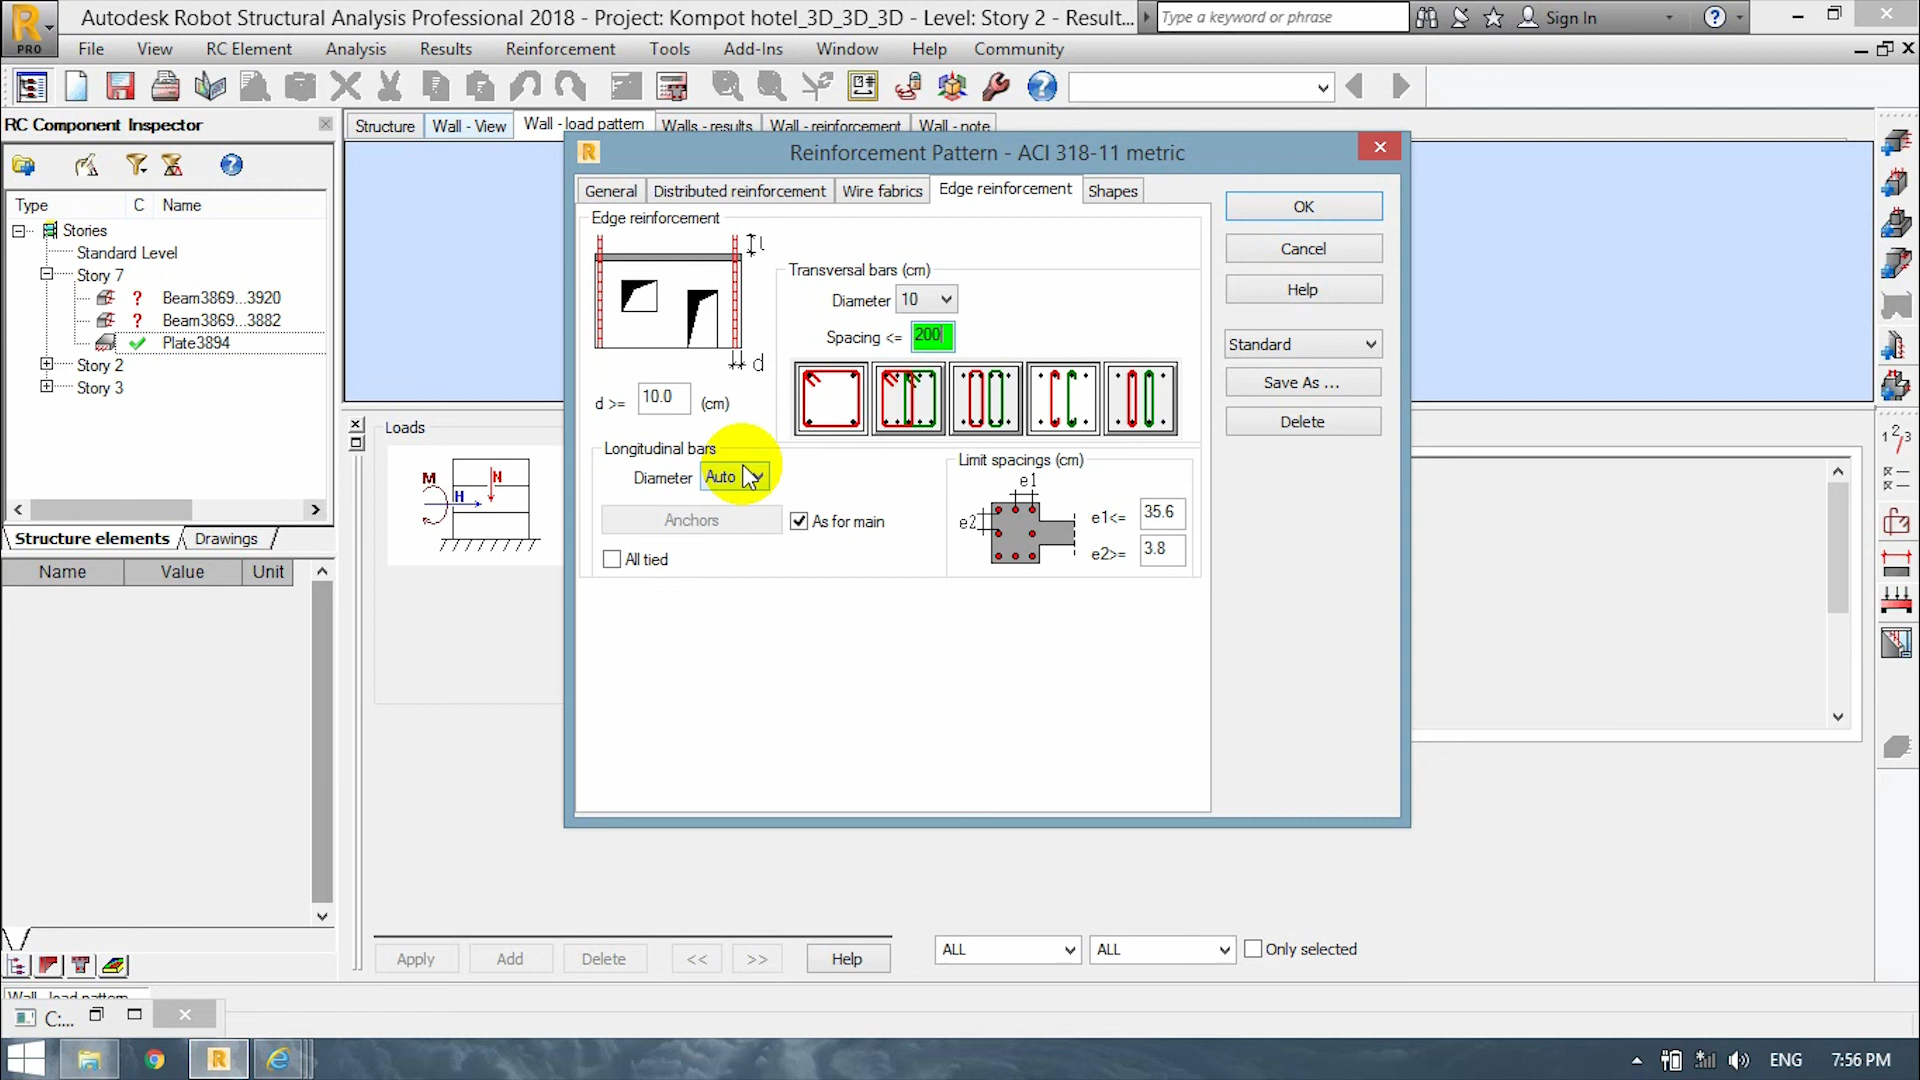 Autodesk Robot Structural Analysis Professional 2018 - Project: Kompot hotel_3D_3D_3D - Level: Story 2 - Result...
Type a keyword or phrase
Sign In
PRO
File View RC Element Analysis Results Reinforcement Tools Add-Ins Window Help Community
RC Component Inspector
Structure Wall - View Wall - load pattern Walls - results Wall - reinforcement Wall - note
Type C Name
Stories
Standard Level
Story 7
? Beam3869...3920
? Beam3869...3882
Plate3894
Story 2
Story 3
Structure elements Drawings
Name Value Unit
Loads
M N
H
Reinforcement Pattern - ACI 318-11 metric
General Distributed reinforcement Wire fabrics Edge reinforcement Shapes
Edge reinforcement
l
d
d >= 10.0 (cm)
Transversal bars (cm)
Diameter 10
Spacing <= 200
Longitudinal bars
Diameter Auto
Anchors As for main
All tied
Limit spacings (cm)
e1
e2
e1<= 35.6
e2>= 3.8
OK
Cancel
Help
Standard
Save As ...
Delete
Apply Add Delete << >> Help
ALL ALL Only selected
Wall - load pattern
C:...
ENG 7:56 PM